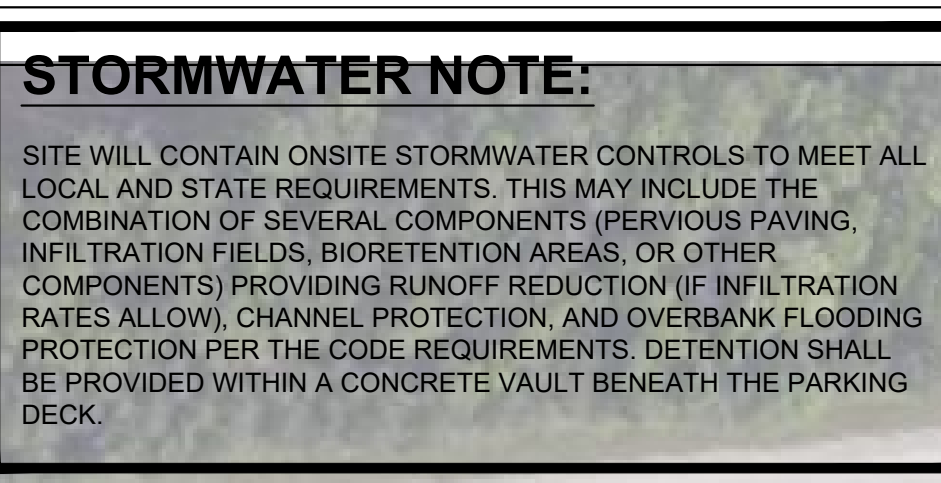 STORMWATER NOTE:
SITE WILL CONTAIN ONSITE STORMWATER CONTROLS TO MEET ALL
LOCAL AND STATE REQUIREMENTS. THIS MAY INCLUDE THE
COMBINATION OF SEVERAL COMPONENTS (PERVIOUS PAVING,
INFILTRATION FIELDS, BIORETENTION AREAS, OR OTHER
COMPONENTS) PROVIDING RUNOFF REDUCTION (IF INFILTRATION
RATES ALLOW), CHANNEL PROTECTION, AND OVERBANK FLOODING
PROTECTION PER THE CODE REQUIREMENTS. DETENTION SHALL
BE PROVIDED WITHIN A CONCRETE VAULT BENEATH THE PARKING
DECK.